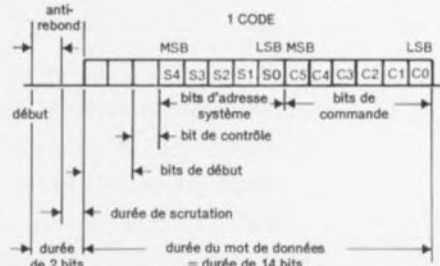 anti-
rebond
1 CODE
MSB LSB MSB LSB
S4 S3 S2 S1 S0 C5 C4 C3 C2 C1 C0
début
bits d'adresse
système
bits de
commande
bit de contrôle
bits de début
durée de scrutation
durée
de 2 bits
durée du mot de données
= durée de 14 bits